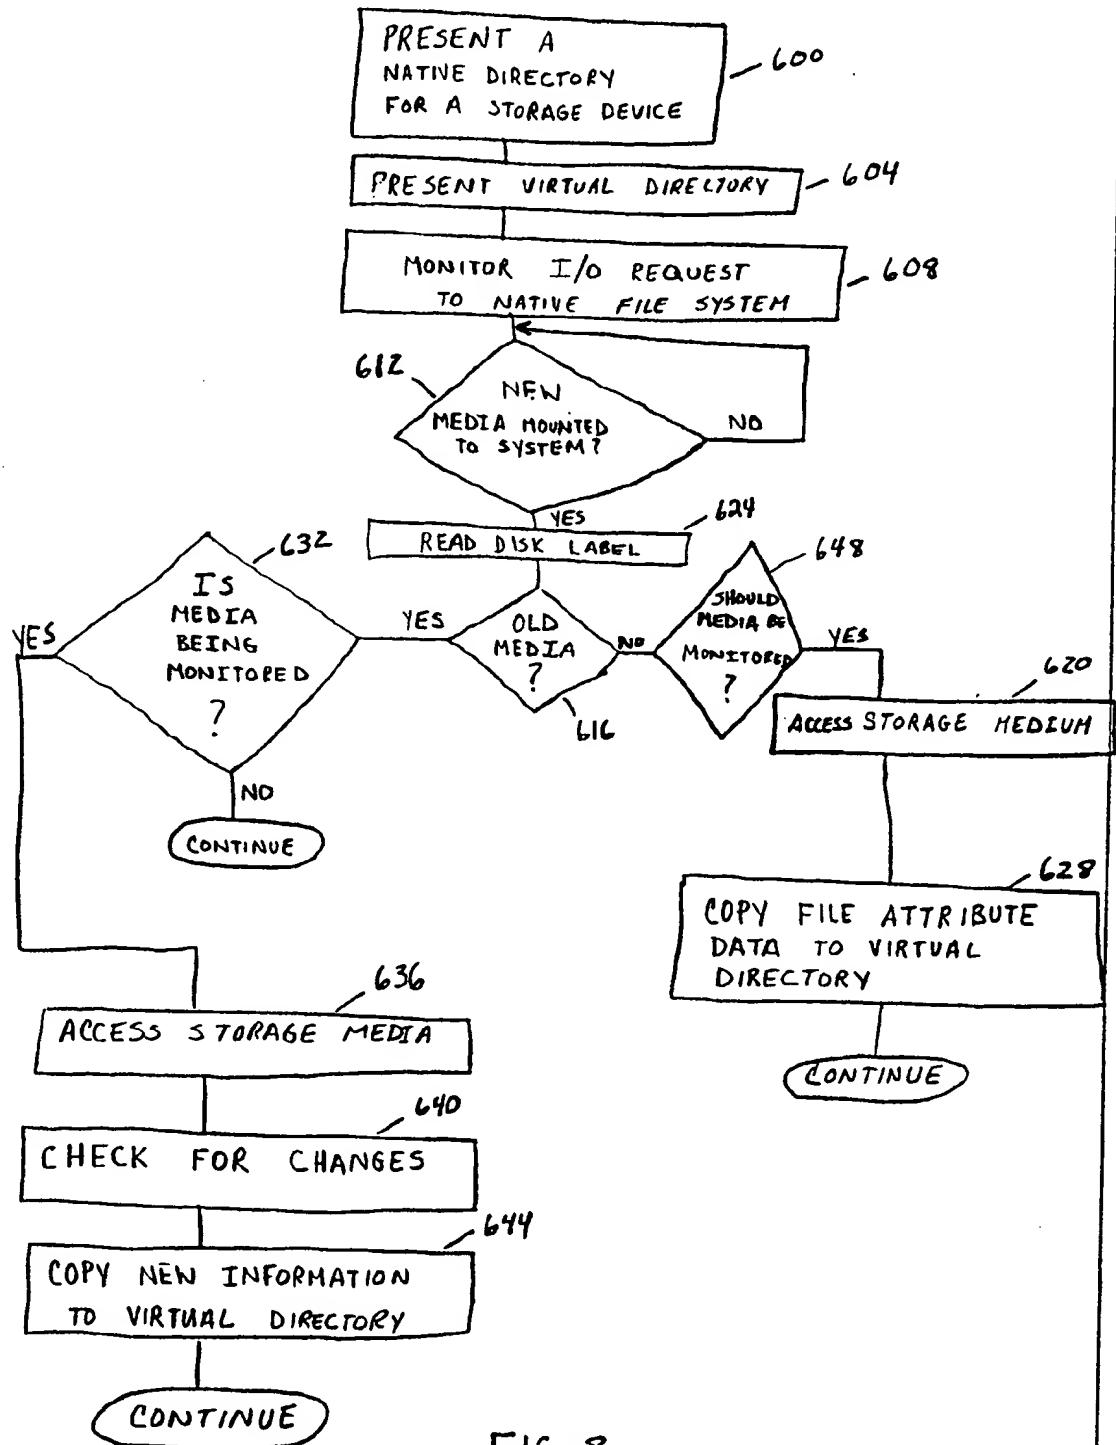 PRESENT A
NATIVE DIRECTORY
FOR A STORAGE DEVICE
600
PRESENT VIRTUAL DIRECTORY
604
MONITOR I/O REQUEST
TO NATIVE FILE SYSTEM
608
612
NEW
MEDIA MOUNTED
TO SYSTEM?
NO
YES
624
READ DISK LABEL
632
IS
MEDIA
BEING
MONITORED
?
YES
NO
CONTINUE
YES
OLD
MEDIA
?
616
NO
648
SHOULD
MEDIA BE
MONITORED
?
YES
620
ACCESS STORAGE MEDIUM
628
COPY FILE ATTRIBUTE
DATA TO VIRTUAL
DIRECTORY
CONTINUE
636
ACCESS STORAGE MEDIA
640
CHECK FOR CHANGES
644
COPY NEW INFORMATION
TO VIRTUAL DIRECTORY
CONTINUE